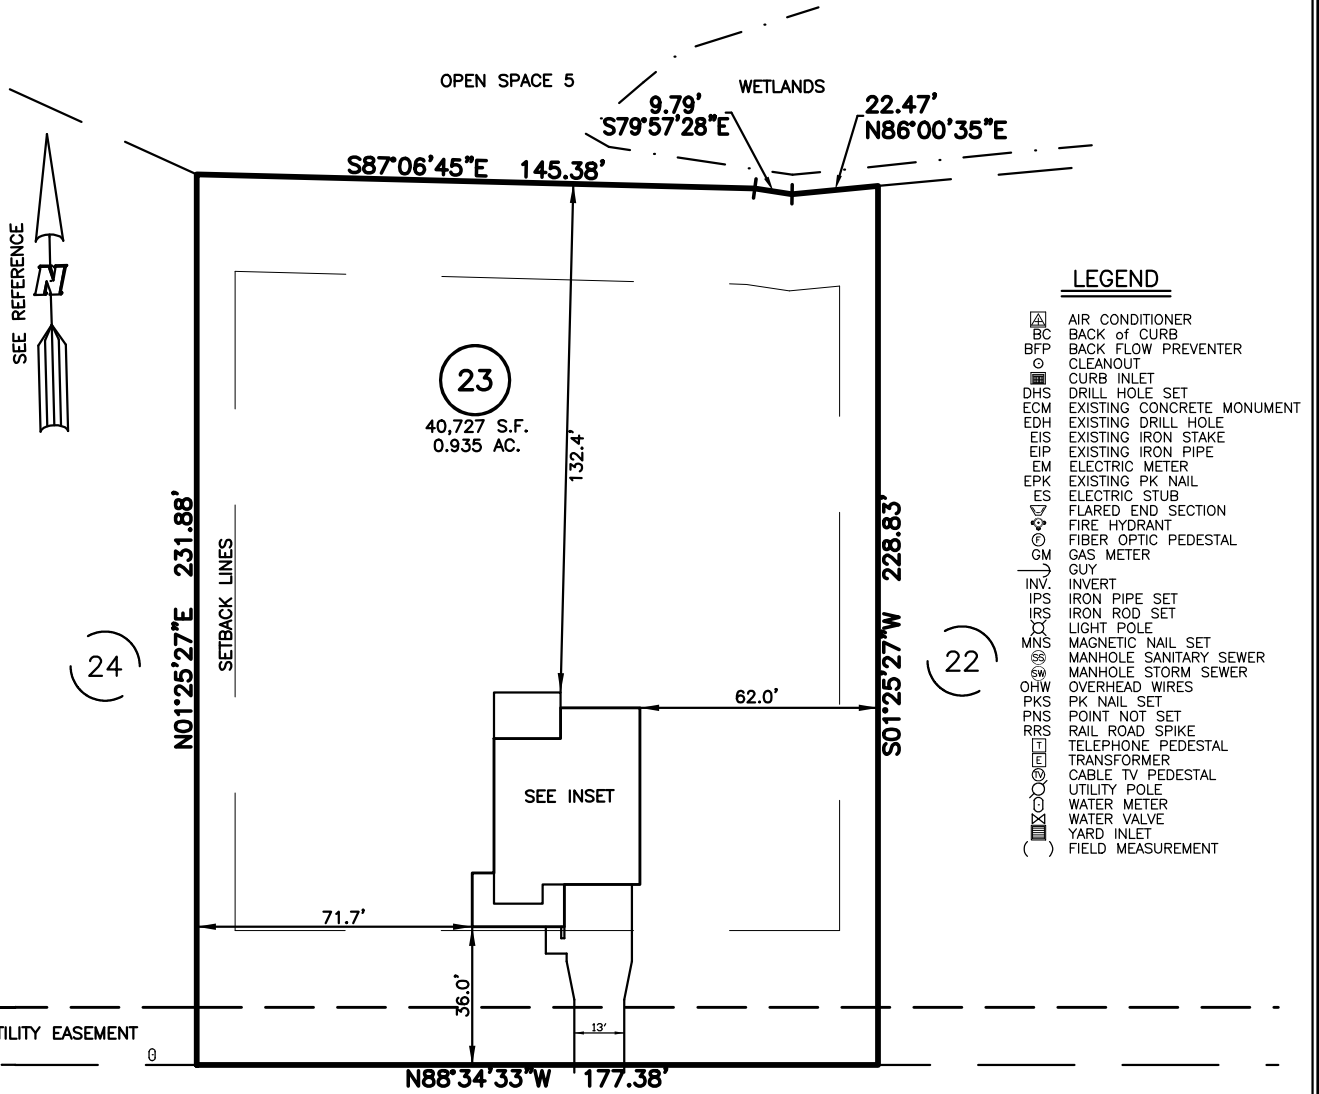 OPEN SPACE 5
WETLANDS
9.79'
S79°57'28"E
22.47'
N86°00'35"E
S87°06'45"E 145.38'
SEE REFERENCE
N
23
40,727 S.F.
0.935 AC.
132.4'
N01°25'27"E 231.88'
SETBACK LINES
S01°25'27"W 228.83'
24
22
62.0'
SEE INSET
71.7'
36.0'
13'
TILITY EASEMENT
N88°34'33"W 177.38'
LEGEND
AIR CONDITIONER
BC BACK of CURB
BFP BACK FLOW PREVENTER
CLEANOUT
CURB INLET
DHS DRILL HOLE SET
ECM EXISTING CONCRETE MONUMENT
EDH EXISTING DRILL HOLE
EIS EXISTING IRON STAKE
EIP EXISTING IRON PIPE
EM ELECTRIC METER
EPK EXISTING PK NAIL
ES ELECTRIC STUB
FLARED END SECTION
FIRE HYDRANT
F FIBER OPTIC PEDESTAL
GM GAS METER
GUY
INV. INVERT
IPS IRON PIPE SET
IRS IRON ROD SET
LIGHT POLE
MNS MAGNETIC NAIL SET
SS MANHOLE SANITARY SEWER
SW MANHOLE STORM SEWER
OHW OVERHEAD WIRES
PKS PK NAIL SET
PNS POINT NOT SET
RRS RAIL ROAD SPIKE
T TELEPHONE PEDESTAL
E TRANSFORMER
TV CABLE TV PEDESTAL
UTILITY POLE
WATER METER
WATER VALVE
YARD INLET
( ) FIELD MEASUREMENT